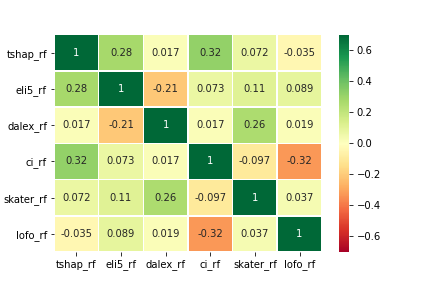 tshap_rf 1 0.28 0.017 0.32 0.072 -0.035
eli5_rf 0.28 1 -0.21 0.073 0.11 0.089
dalex_rf 0.017 -0.21 1 0.017 0.26 0.019
ci_rf 0.32 0.073 0.017 1 -0.097 -0.32
skater_rf 0.072 0.11 0.26 -0.097 1 0.037
lofo_rf -0.035 0.089 0.019 -0.32 0.037 1
tshap_rf eli5_rf dalex_rf ci_rf skater_rf lofo_rf
0.6
0.4
0.2
0.0
−0.2
−0.4
−0.6